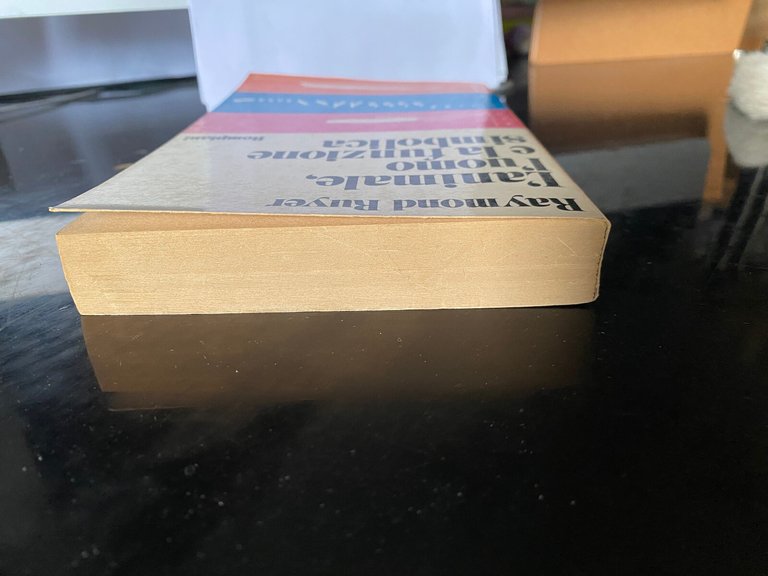 Raymond Ruyer
L'animale,
l'uomo
e la funzione
simbolica
Bompiani